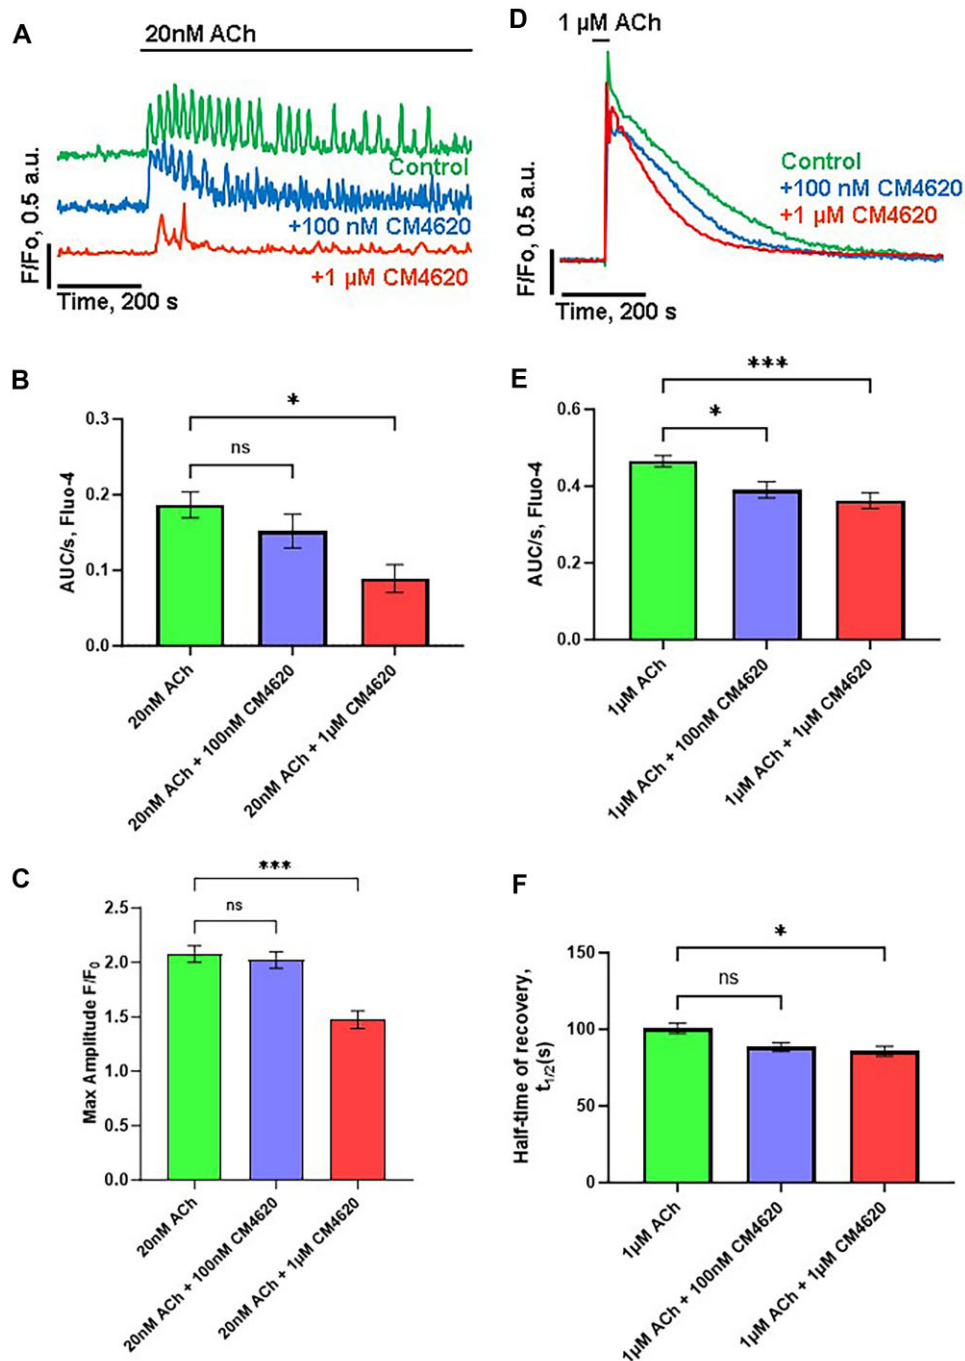 A
20nM ACh
F/Fo, 0.5 a.u.
Control
+100 nM CM4620
+1 µM CM4620
Time, 200 s
D
1 µM ACh
F/Fo, 0.5 a.u.
Control
+100 nM CM4620
+1 µM CM4620
Time, 200 s
B
AUC/s, Fluo-4
0.3
0.2
0.1
0.0
*
ns
20nM ACh
20nM ACh + 100nM CM4620
20nM ACh + 1µM CM4620
E
AUC/s, Fluo-4
0.6
0.4
0.2
0.0
***
*
1µM ACh
1µM ACh + 100nM CM4620
1µM ACh + 1µM CM4620
C
Max Amplitude F/F₀
2.5
2.0
1.5
1.0
0.5
0.0
***
ns
20nM ACh
20nM ACh + 100nM CM4620
20nM ACh + 1µM CM4620
F
Half-time of recovery,
t₁/₂(s)
150
100
50
0
*
ns
1µM ACh
1µM ACh + 100nM CM4620
1µM ACh + 1µM CM4620